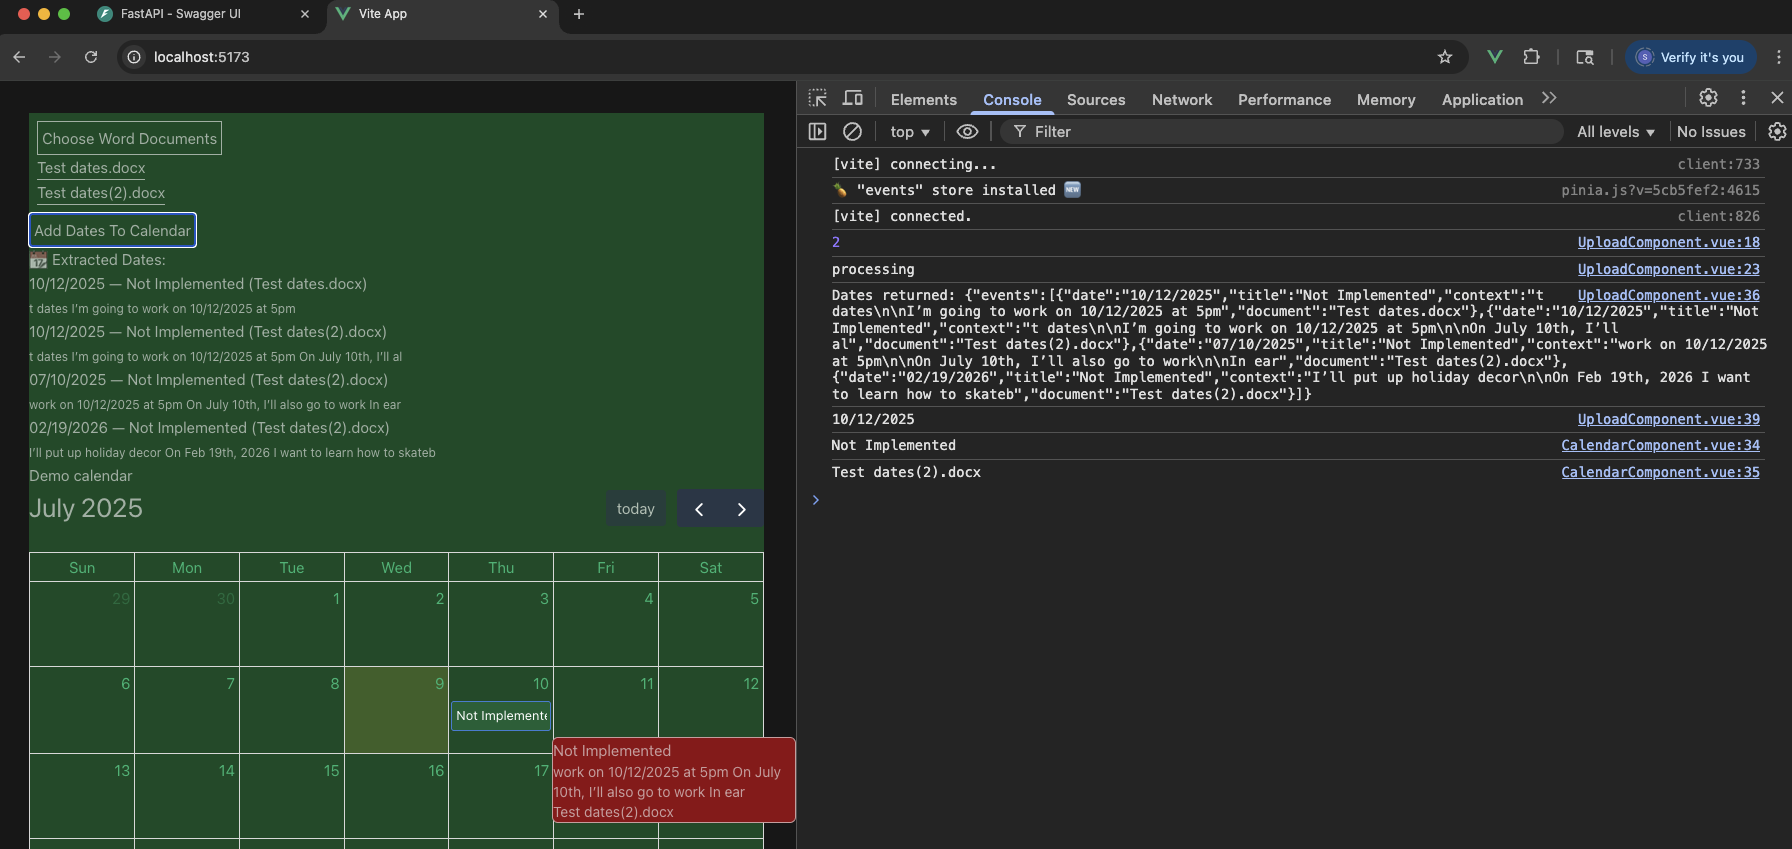 FastAPI - Swagger UI
Vite App
localhost:5173
Verify it's you
Choose Word Documents
Test dates.docx
Test dates(2).docx
Add Dates To Calendar
📅 Extracted Dates:
10/12/2025 — Not Implemented (Test dates.docx)
t dates I'm going to work on 10/12/2025 at 5pm
10/12/2025 — Not Implemented (Test dates(2).docx)
t dates I'm going to work on 10/12/2025 at 5pm On July 10th, I'll al
07/10/2025 — Not Implemented (Test dates(2).docx)
work on 10/12/2025 at 5pm On July 10th, I'll also go to work In ear
02/19/2026 — Not Implemented (Test dates(2).docx)
I'll put up holiday decor On Feb 19th, 2026 I want to learn how to skateb
Demo calendar
July 2025
today
Sun Mon Tue Wed Thu Fri Sat
29 30 1 2 3 4 5
6 7 8 9 10 11 12
Not Implemente
13 14 15 16 17
Not Implemented
work on 10/12/2025 at 5pm On July
10th, I'll also go to work In ear
Test dates(2).docx
Elements Console Sources Network Performance Memory Application
top Filter All levels No Issues
[vite] connecting... client:733
🍍 "events" store installed 🆕 pinia.js?v=5cb5fef2:4615
[vite] connected. client:826
2 UploadComponent.vue:18
processing UploadComponent.vue:23
Dates returned: {"events":[{"date":"10/12/2025","title":"Not Implemented","context":"t UploadComponent.vue:36
dates\n\nI’m going to work on 10/12/2025 at 5pm","document":"Test dates.docx"},{"date":"10/12/2025","title":"Not
Implemented","context":"t dates\n\nI’m going to work on 10/12/2025 at 5pm\n\nOn July 10th, I’ll
al","document":"Test dates(2).docx"},{"date":"07/10/2025","title":"Not Implemented","context":"work on 10/12/2025
at 5pm\n\nOn July 10th, I’ll also go to work\n\nIn ear","document":"Test dates(2).docx"},
{"date":"02/19/2026","title":"Not Implemented","context":"I’ll put up holiday decor\n\nOn Feb 19th, 2026 I want
to learn how to skateb","document":"Test dates(2).docx"}]}
10/12/2025 UploadComponent.vue:39
Not Implemented CalendarComponent.vue:34
Test dates(2).docx CalendarComponent.vue:35